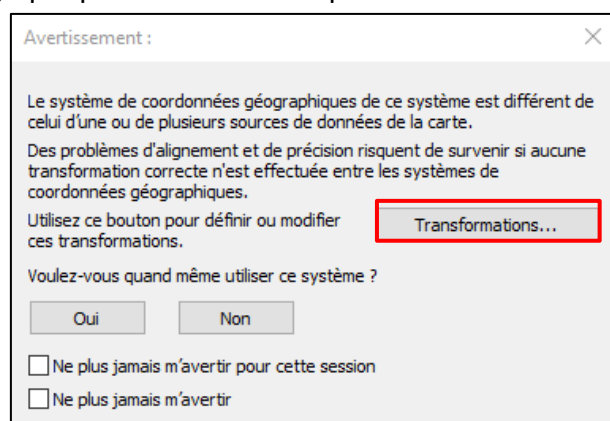 Avertissement :
Le système de coordonnées géographiques de ce système est différent de
celui d'une ou de plusieurs sources de données de la carte.
Des problèmes d'alignement et de précision risquent de survenir si aucune
transformation correcte n'est effectuée entre les systèmes de
coordonnées géographiques.
Utilisez ce bouton pour définir ou modifier
ces transformations.
Transformations...
Voulez-vous quand même utiliser ce système ?
Oui
Non
Ne plus jamais m'avertir pour cette session
Ne plus jamais m'avertir